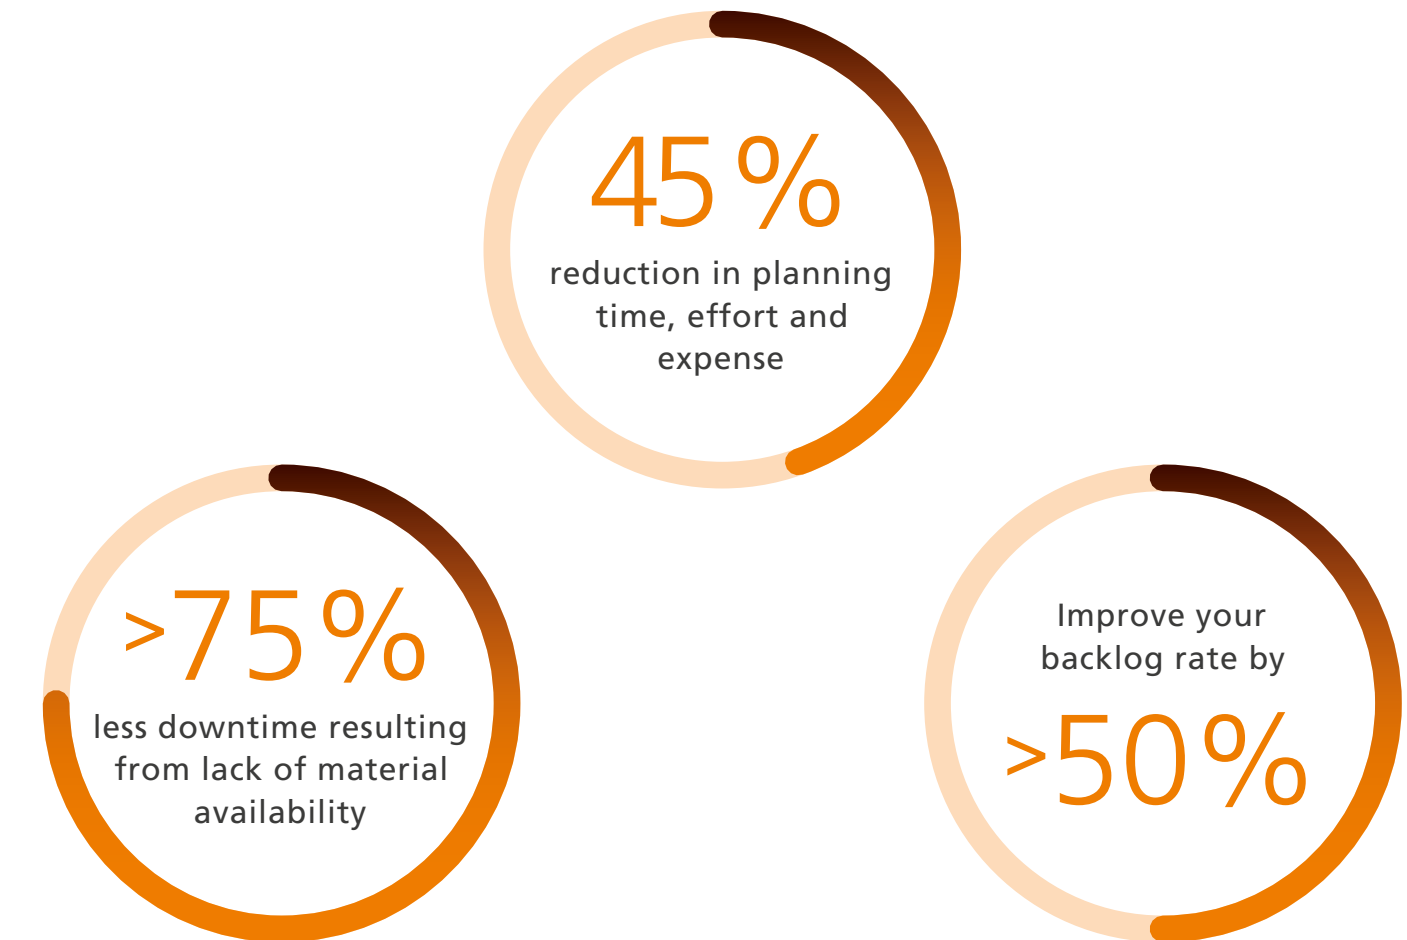 45 %
reduction in planning
time, effort and
expense
>75 %
less downtime resulting
from lack of material
availability
Improve your
backlog rate by
>50 %